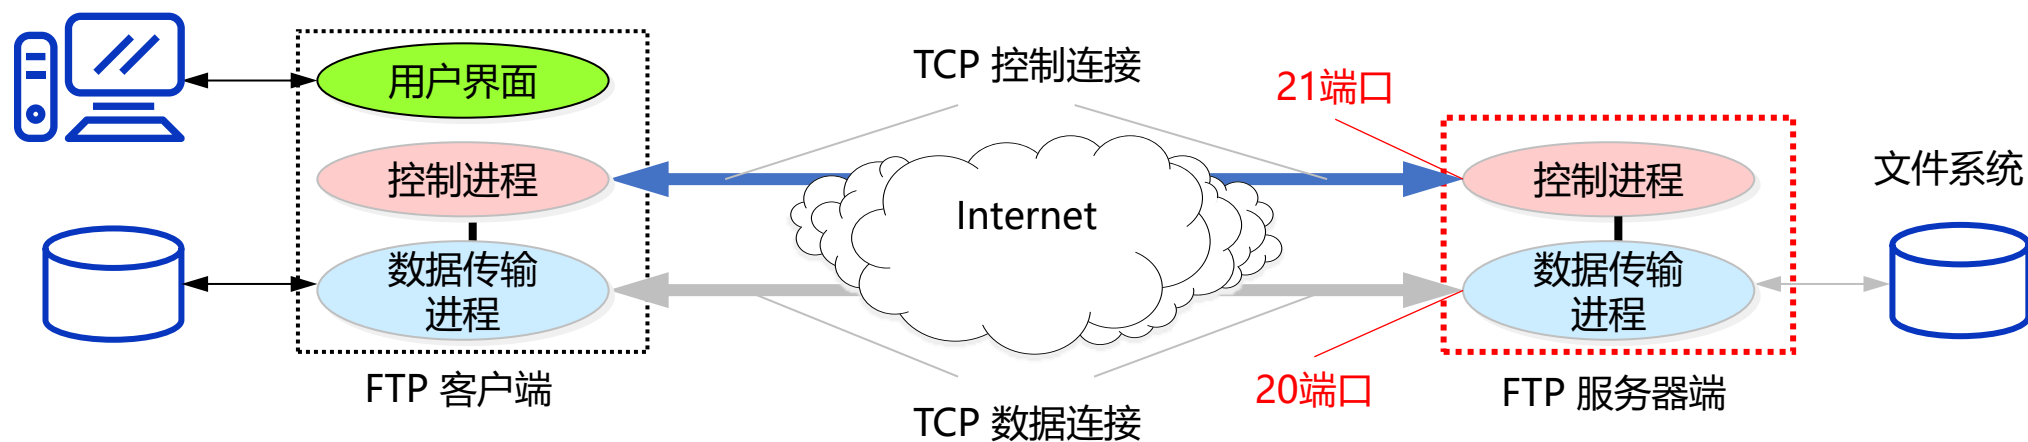 TCP 控制连接
21端口
用户界面
控制进程
控制进程
文件系统
Internet
数据传输
进程
数据传输
进程
FTP 客户端
20端口
FTP 服务器端
TCP 数据连接